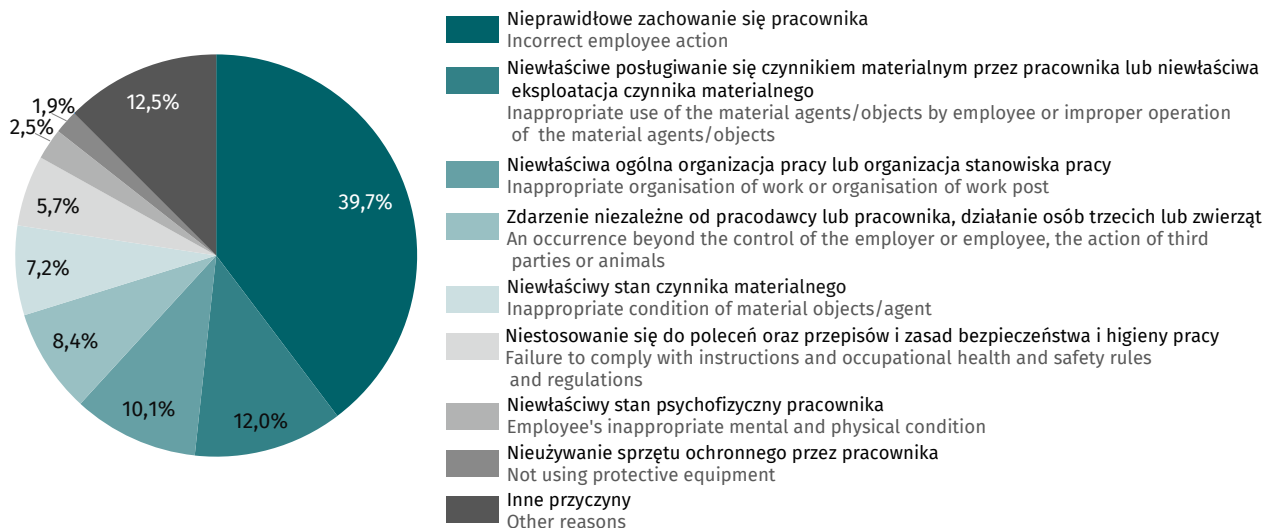 39,7%
12,0%
10,1%
8,4%
7,2%
5,7%
2,5%
1,9%
12,5%
Nieprawidłowe zachowanie się pracownika
Incorrect employee action
Niewłaściwe posługiwanie się czynnikiem materialnym przez pracownika lub niewłaściwa
eksploatacja czynnika materialnego
Inappropriate use of the material agents/objects by employee or improper operation
of the material agents/objects
Niewłaściwa ogólna organizacja pracy lub organizacja stanowiska pracy
Inappropriate organisation of work or organisation of work post
Zdarzenie niezależne od pracodawcy lub pracownika, działanie osób trzecich lub zwierząt
An occurrence beyond the control of the employer or employee, the action of third
parties or animals
Niewłaściwy stan czynnika materialnego
Inappropriate condition of material objects/agent
Niestosowanie się do poleceń oraz przepisów i zasad bezpieczeństwa i higieny pracy
Failure to comply with instructions and occupational health and safety rules
and regulations
Niewłaściwy stan psychofizyczny pracownika
Employee's inappropriate mental and physical condition
Nieużywanie sprzętu ochronnego przez pracownika
Not using protective equipment
Inne przyczyny
Other reasons